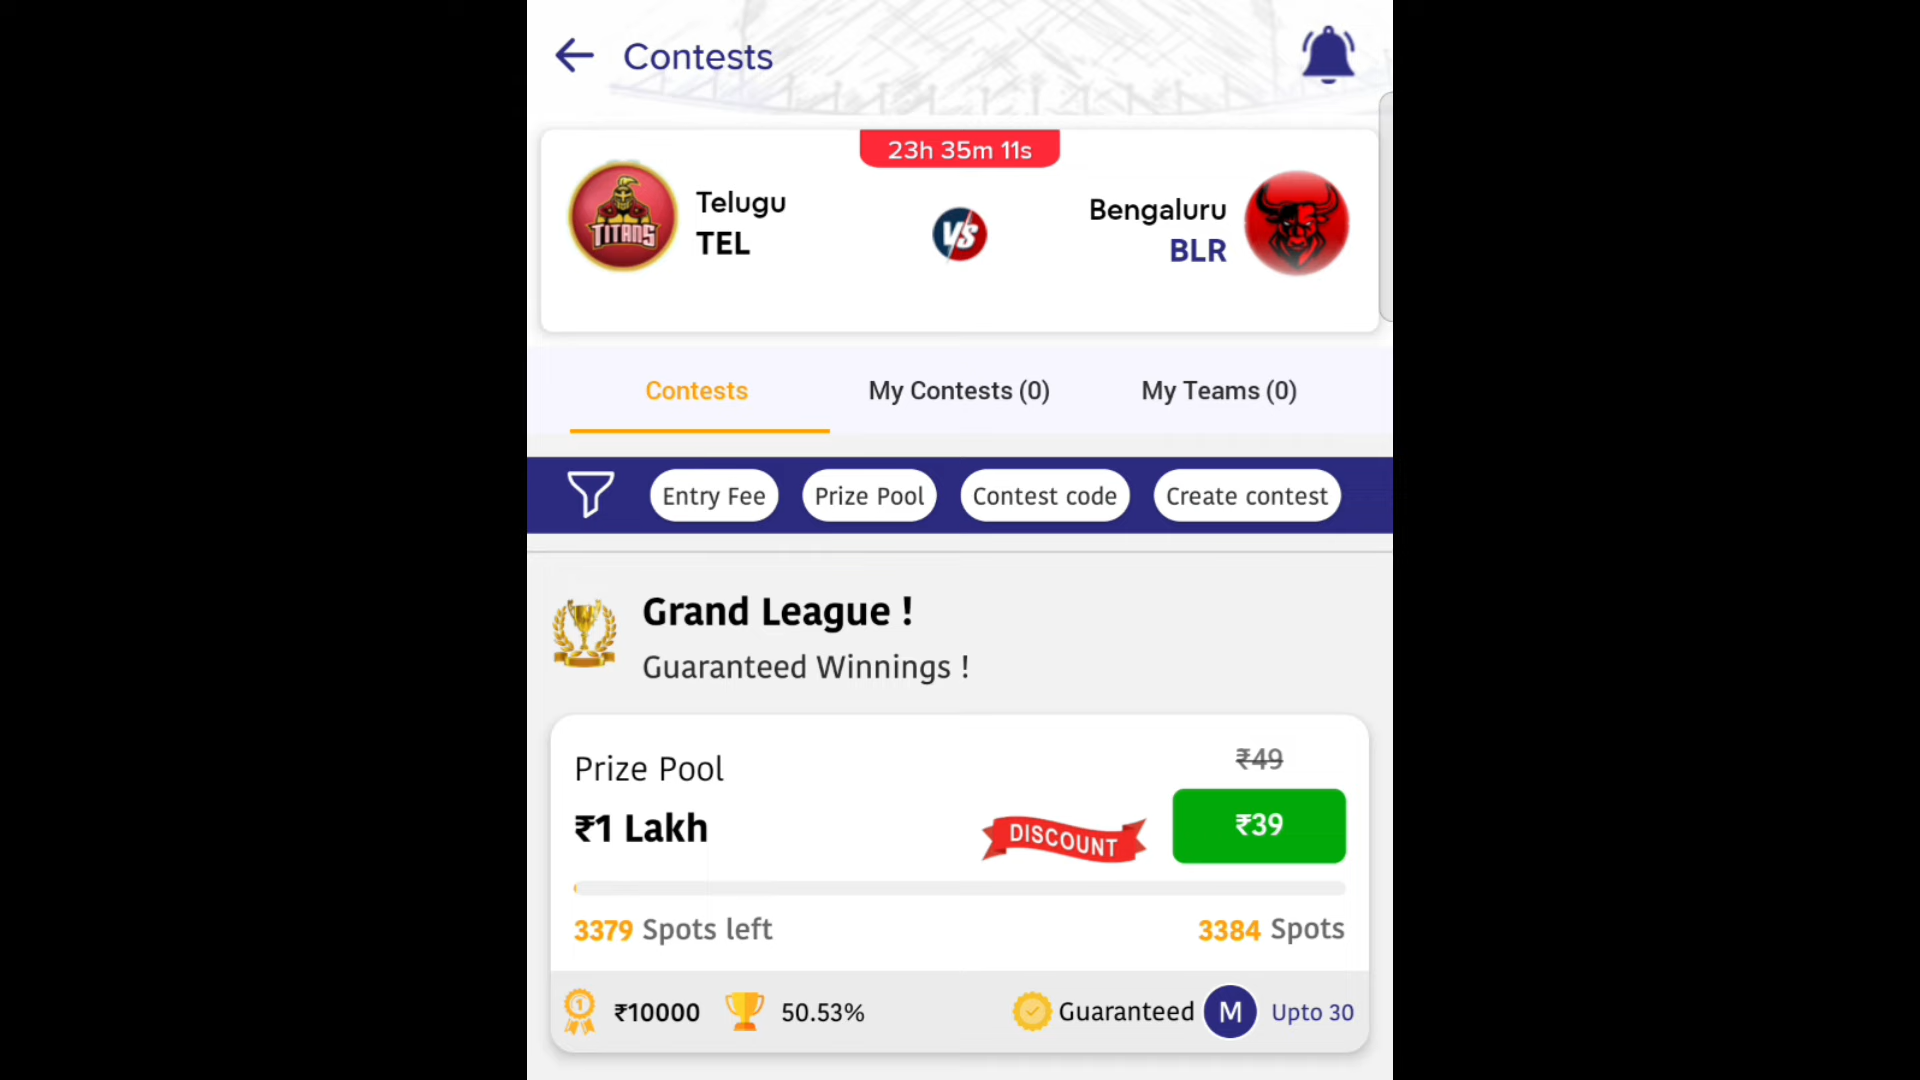 Contests
23h 35m 11s
TITANS
Telugu
TEL
VS
Bengaluru
BLR
Contests
My Contests (0)
My Teams (0)
Entry Fee
Prize Pool
Contest code
Create contest
Grand League !
Guaranteed Winnings !
Prize Pool
₹49
₹1 Lakh
DISCOUNT
₹39
3379 Spots left
3384 Spots
1
₹10000
50.53%
Guaranteed
M
Upto 30